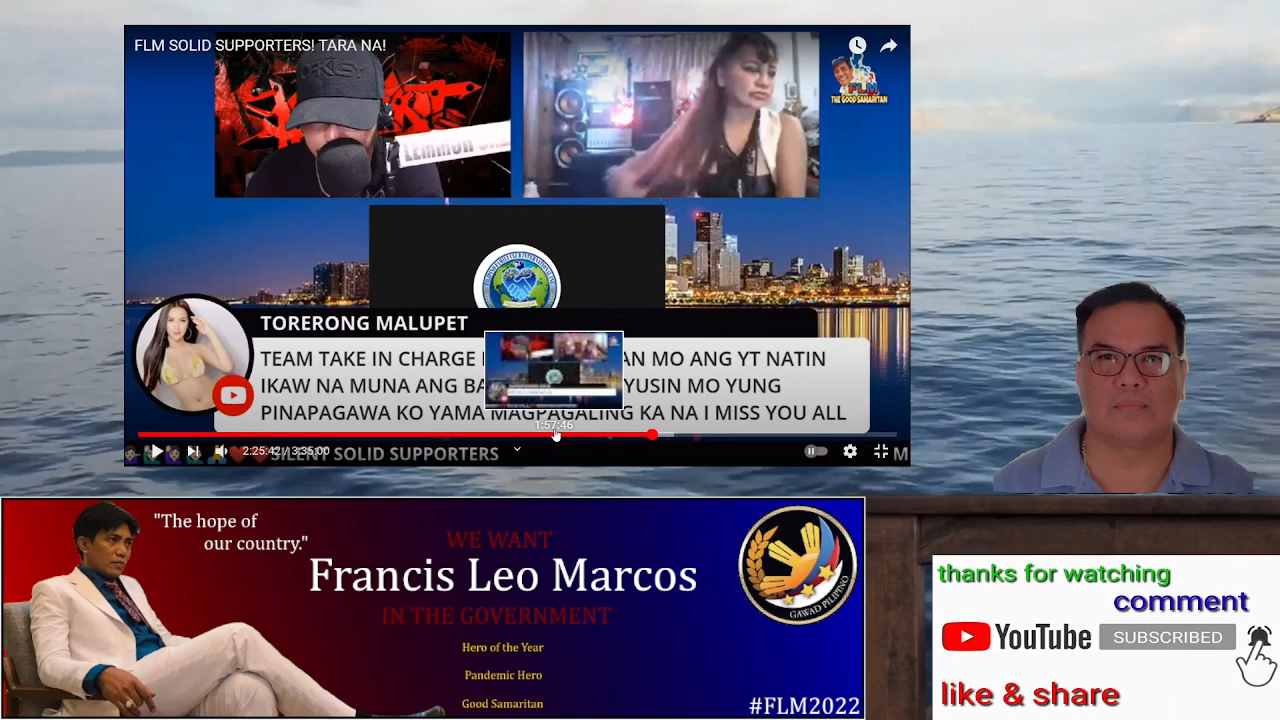 FLM SOLID SUPPORTERS! TARA NA!
OAKLEY
FLM
THE GOOD SAMARITAN
TORERONG MALUPET
TEAM TAKE IN CHARGE AN MO ANG YT NATIN
IKAW NA MUNA ANG BA YUSIN MO YUNG
PINAPAGAWA KO YAMA MAGPAGALING KA NA I MISS YOU ALL
1:57:46
2:25:42 / 3:35:00
SILENT SOLID SUPPORTERS
M
"The hope of
our country."
WE WANT
Francis Leo Marcos
IN THE GOVERNMENT
Hero of the Year
Pandemic Hero
Good Samaritan
GAWAD PILIPINO
#FLM2022
thanks for watching
comment
YouTube SUBSCRIBED
like & share